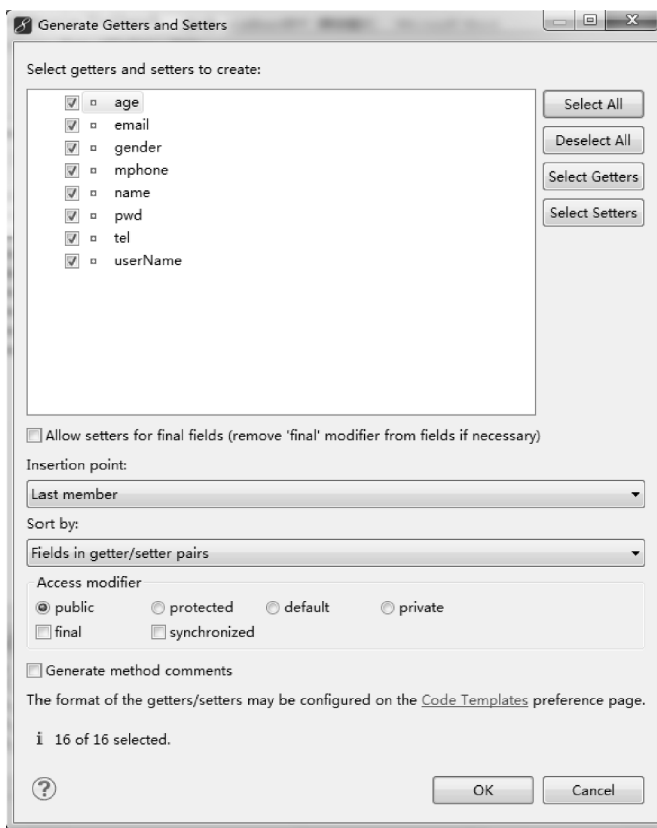 Generate Getters and Setters
Select getters and setters to create:
age
email
gender
mphone
name
pwd
tel
userName
Select All
Deselect All
Select Getters
Select Setters
Allow setters for final fields (remove 'final' modifier from fields if necessary)
Insertion point:
Last member
Sort by:
Fields in getter/setter pairs
Access modifier
public protected default private
final synchronized
Generate method comments
The format of the getters/setters may be configured on the Code Templates preference page.
i 16 of 16 selected.
? OK Cancel